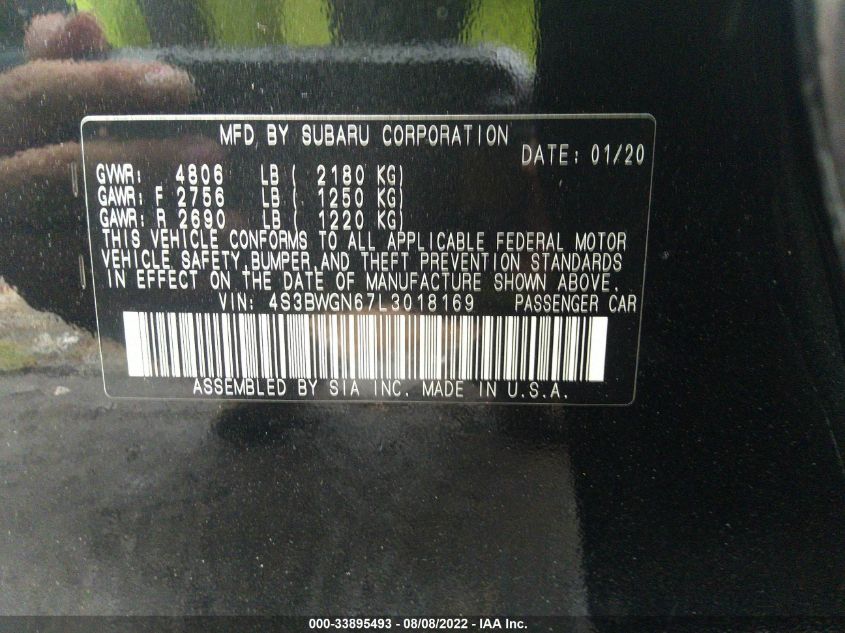 MFD BY SUBARU CORPORATION
DATE: 01/20
GVWR: 4806 LB ( 2180 KG)
GAWR: F 2756 LB ( 1250 KG)
GAWR: R 2690 LB ( 1220 KG)
THIS VEHICLE CONFORMS TO ALL APPLICABLE FEDERAL MOTOR
VEHICLE SAFETY, BUMPER AND THEFT PREVENTION STANDARDS
IN EFFECT ON THE DATE OF MANUFACTURE SHOWN ABOVE.
VIN: 4S3BWGN67L3018169 PASSENGER CAR
ASSEMBLED BY SIA INC. MADE IN U.S.A.
000-33895493 - 08/08/2022 - IAA Inc.